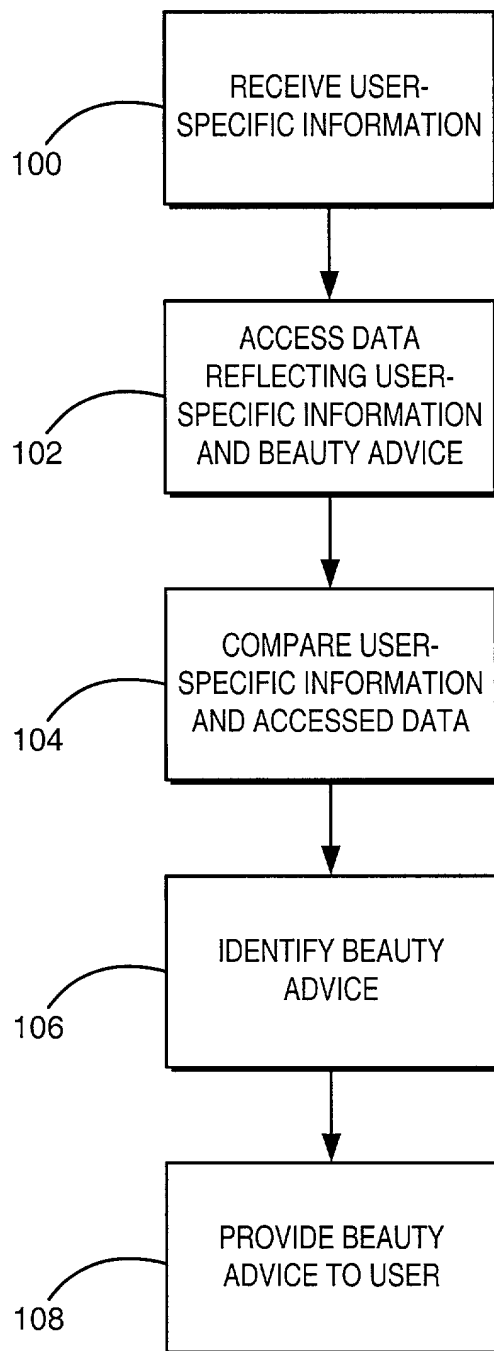 RECEIVE USER-
SPECIFIC INFORMATION
100
ACCESS DATA
REFLECTING USER-
SPECIFIC INFORMATION
AND BEAUTY ADVICE
102
COMPARE USER-
SPECIFIC INFORMATION
AND ACCESSED DATA
104
IDENTIFY BEAUTY
ADVICE
106
PROVIDE BEAUTY
ADVICE TO USER
108